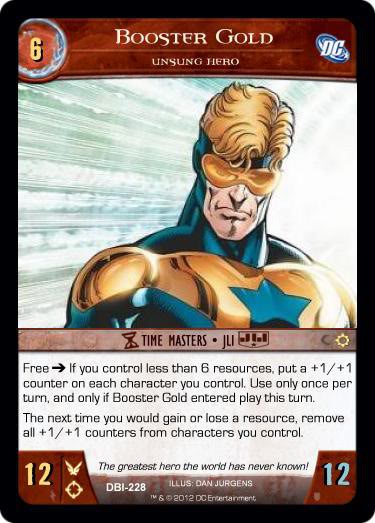 6
BOOSTER GOLD
UNSUNG HERO
DC
TIME MASTERS • JLI
Free ➔ If you control less than 6 resources, put a +1/+1
counter on each character you control. Use only once per
turn, and only if Booster Gold entered play this turn.
The next time you would gain or lose a resource, remove
all +1/+1 counters from characters you control.
The greatest hero the world has never known!
12
DBI-228
ILLUS: DAN JURGENS
12
™ & © 2012 DC Entertainment